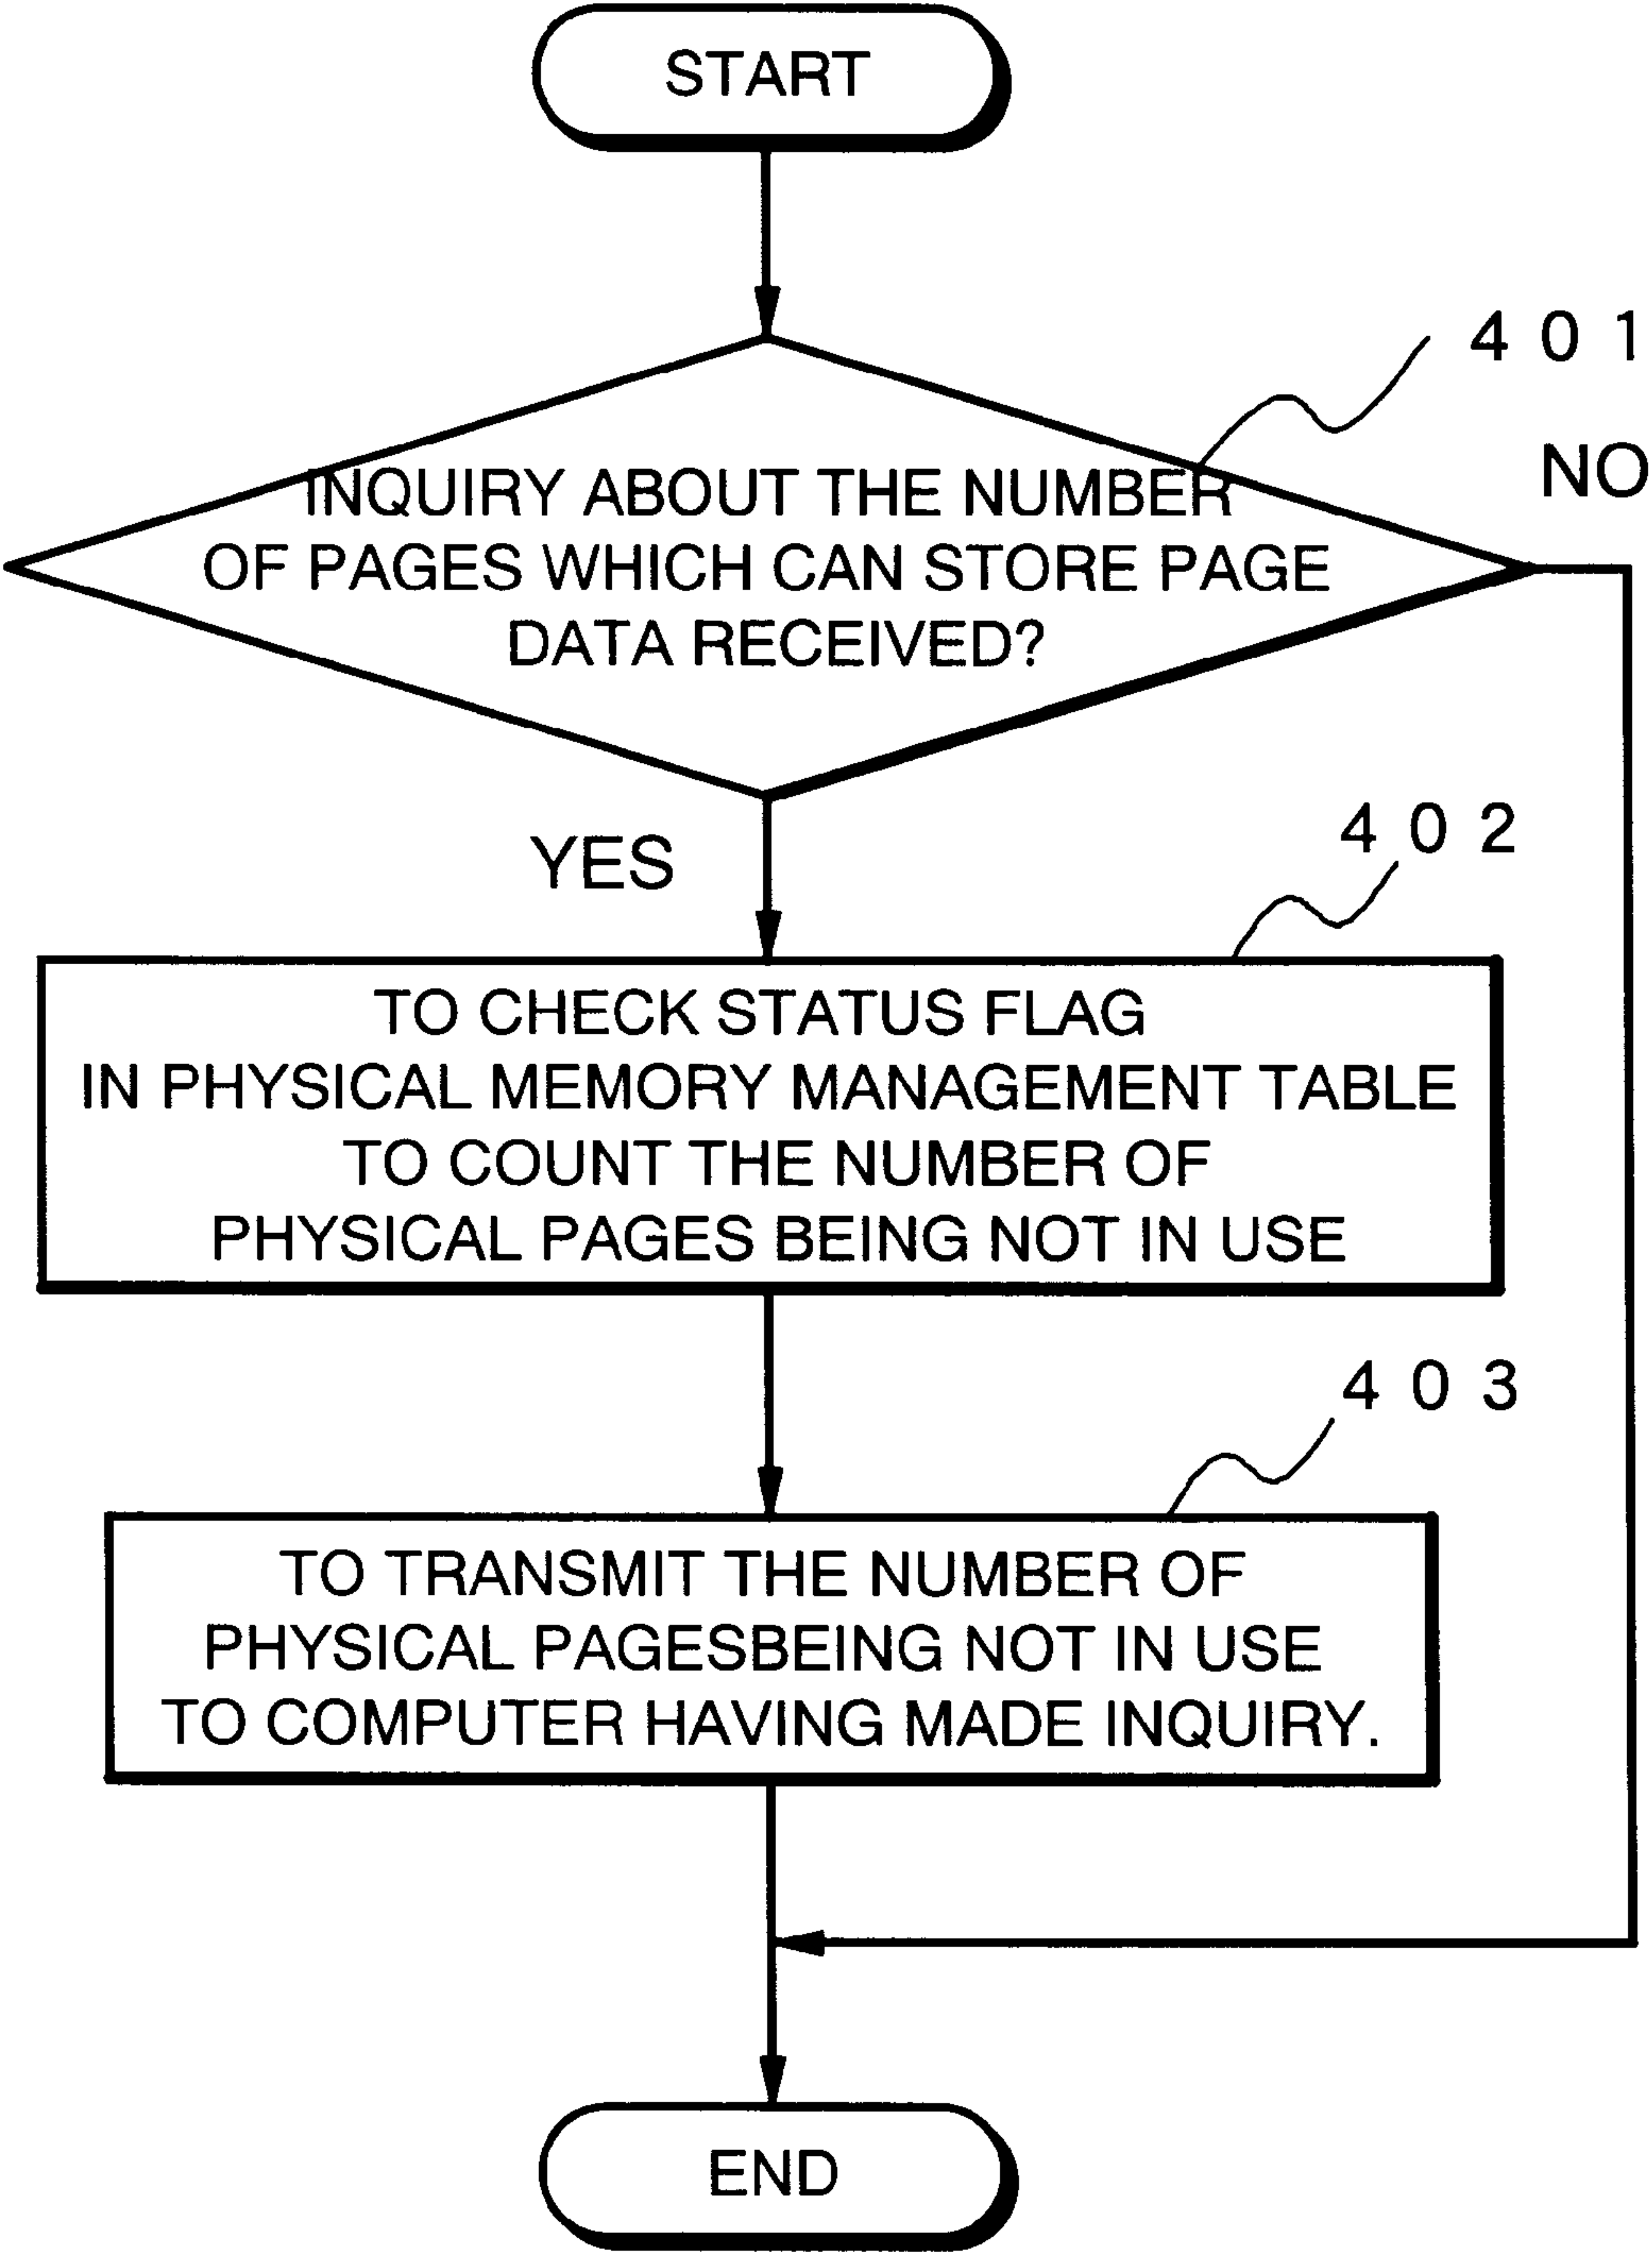 START
4 0 1
NO
INQUIRY ABOUT THE NUMBER
OF PAGES WHICH CAN STORE PAGE
DATA RECEIVED?
YES
4 0 2
TO CHECK STATUS FLAG
IN PHYSICAL MEMORY MANAGEMENT TABLE
TO COUNT THE NUMBER OF
PHYSICAL PAGES BEING NOT IN USE
4 0 3
TO TRANSMIT THE NUMBER OF
PHYSICAL PAGESBEING NOT IN USE
TO COMPUTER HAVING MADE INQUIRY.
END